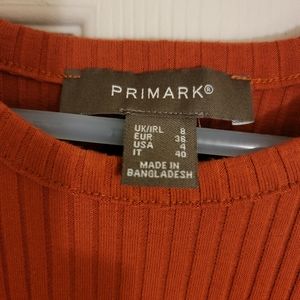 PRIMARK®
UK/IRL 8
EUR 36
USA 4
IT 40
MADE IN
BANGLADESH